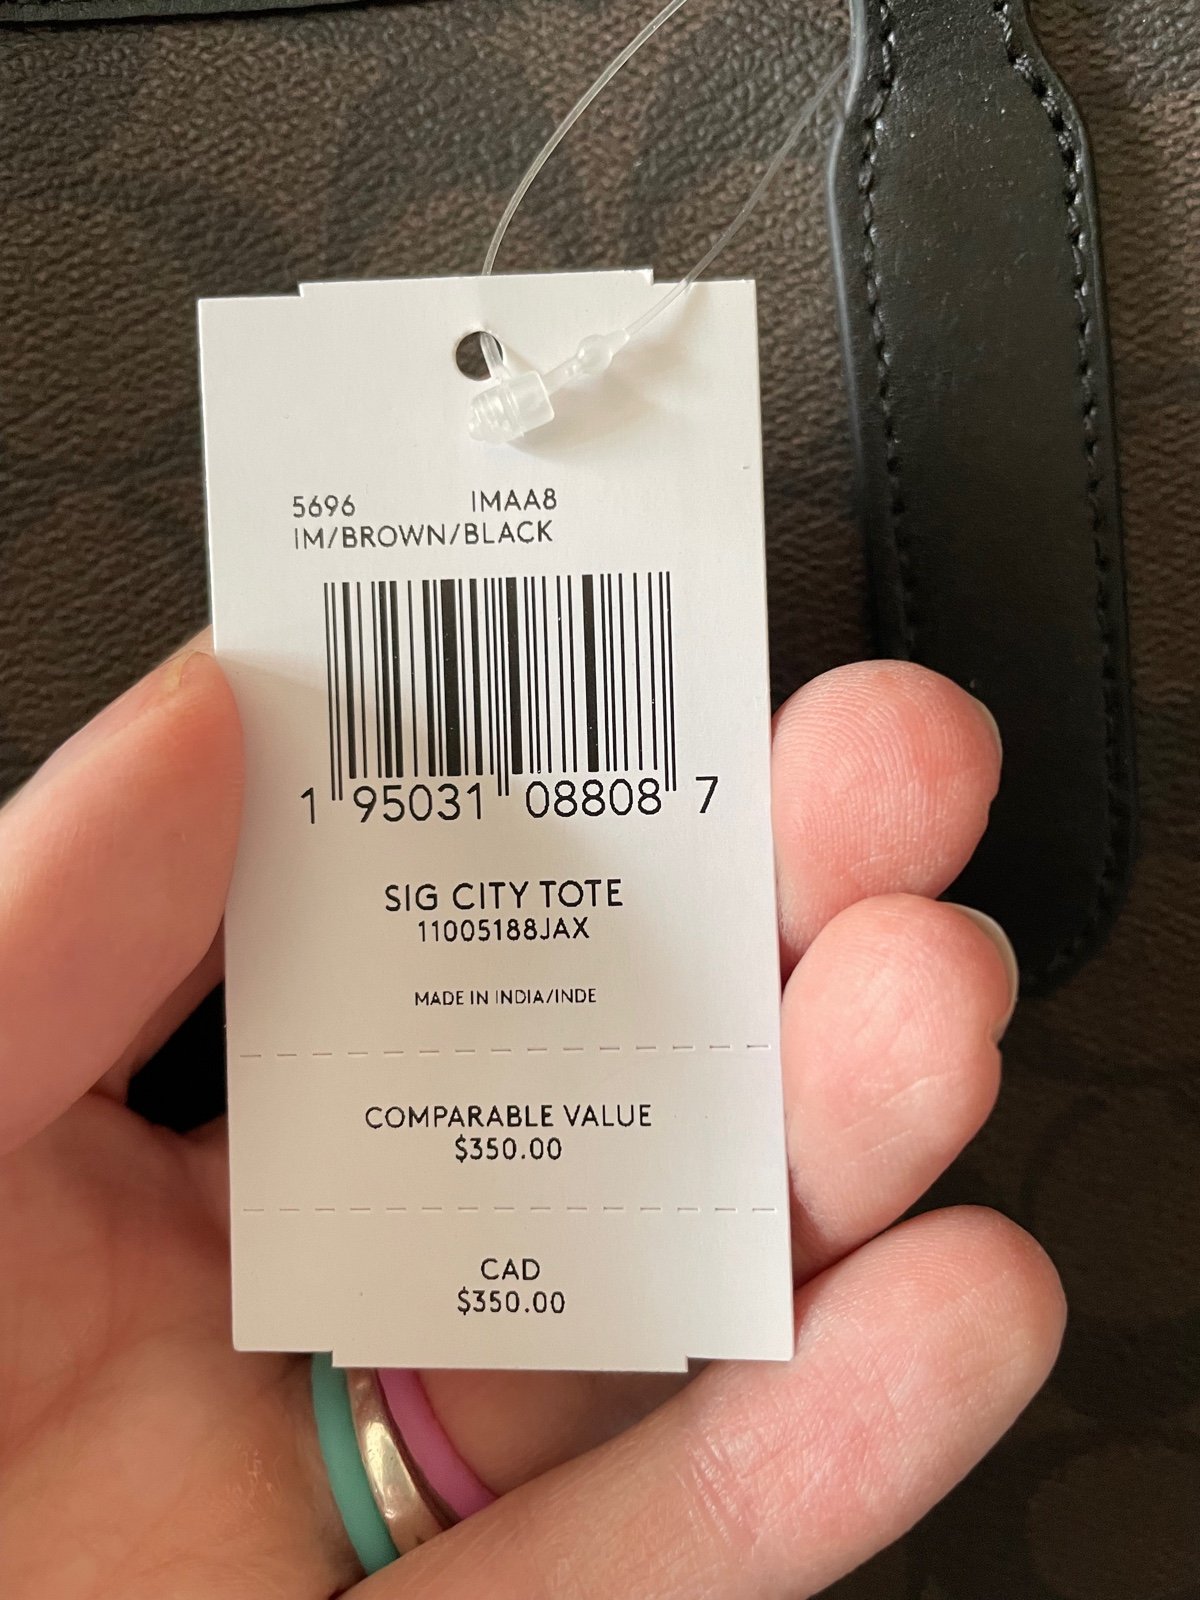 5696 IMAA8
IM/BROWN/BLACK
1 95031 08808 7
SIG CITY TOTE
11005188JAX
MADE IN INDIA/INDE
COMPARABLE VALUE
$350.00
CAD
$350.00